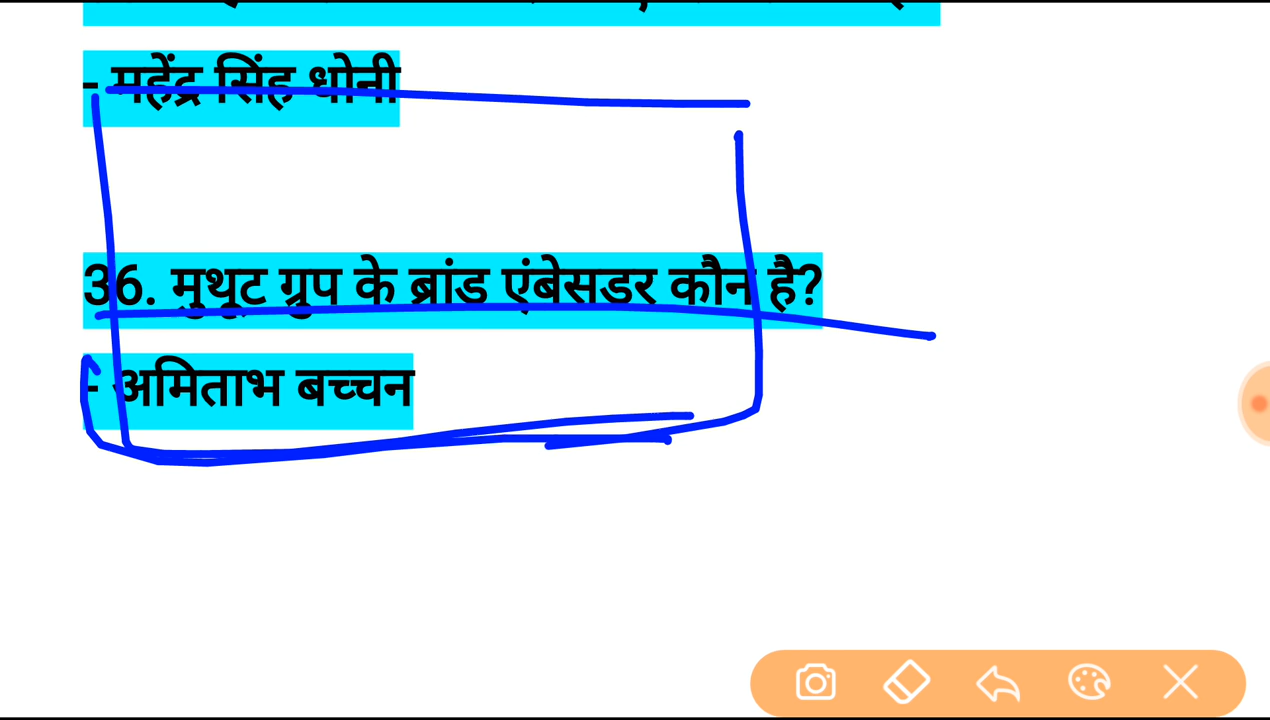 - महेंद्र सिंह धोनी
36. मुथूट ग्रुप के ब्रांड एंबेसडर कौन है?
- अमिताभ बच्चन